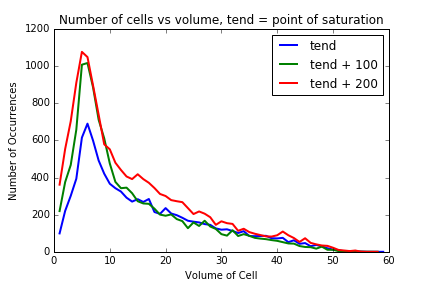 Number of cells vs volume, tend = point of saturation
1200
1000
800
600
400
200
0
Number of Occurrences
tend
tend + 100
tend + 200
0 10 20 30 40 50 60
Volume of Cell